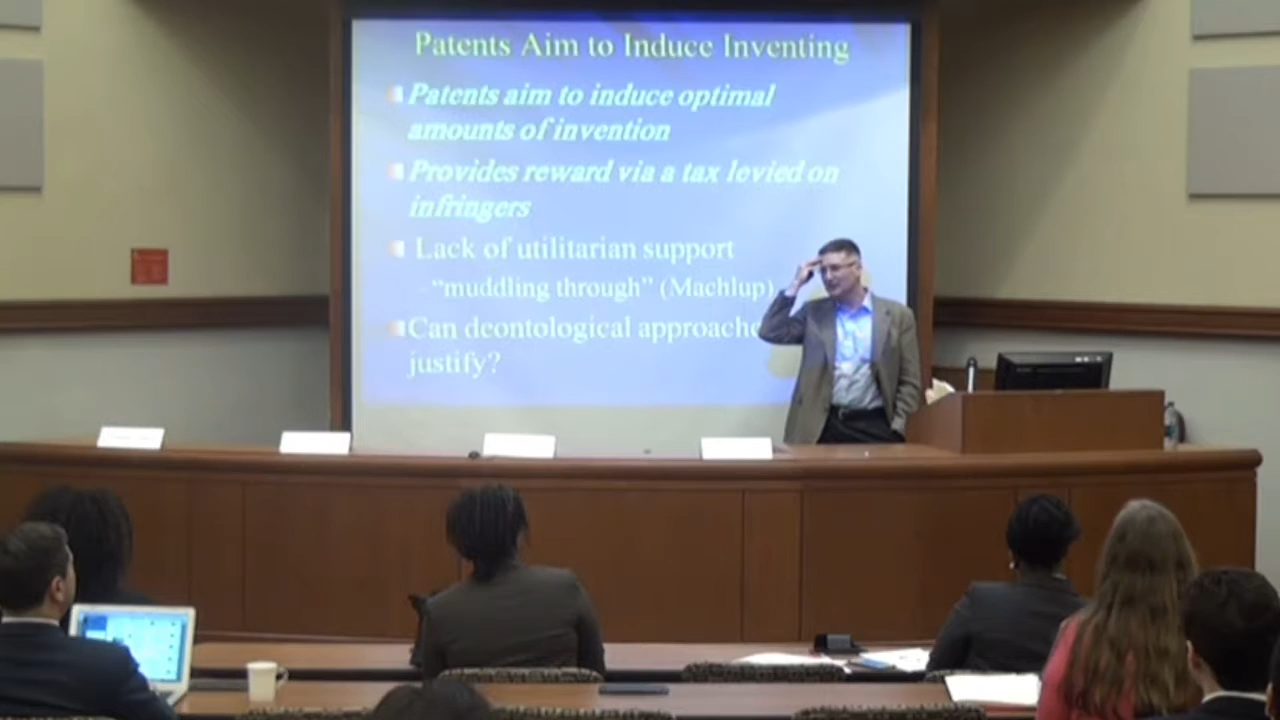 Patents Aim to Induce Inventing
Patents aim to induce optimal
amounts of invention
Provides reward via a tax levied on
infringers
Lack of utilitarian support
-"muddling through" (Machlup)
Can deontological approache
justify?